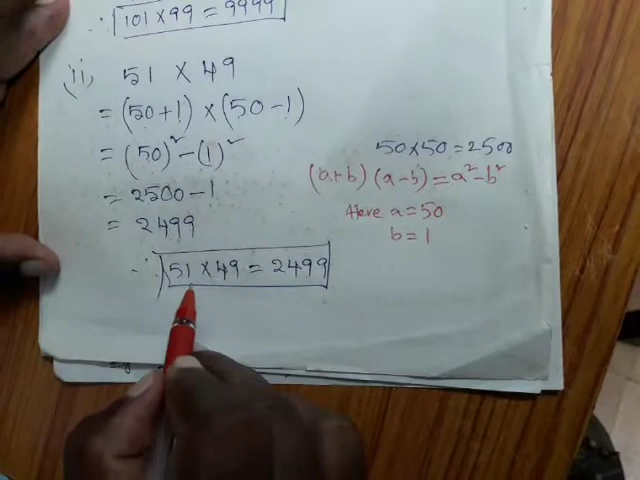 ∴ 101 × 99 = 9999
(ii) 51 × 49
= (50+1) × (50-1)
= (50)² - (1)²
= 2500 - 1
= 2499
∴ 51 × 49 = 2499
50×50 = 2500
(a+b) (a-b) = a²-b²
Here a = 50
b = 1